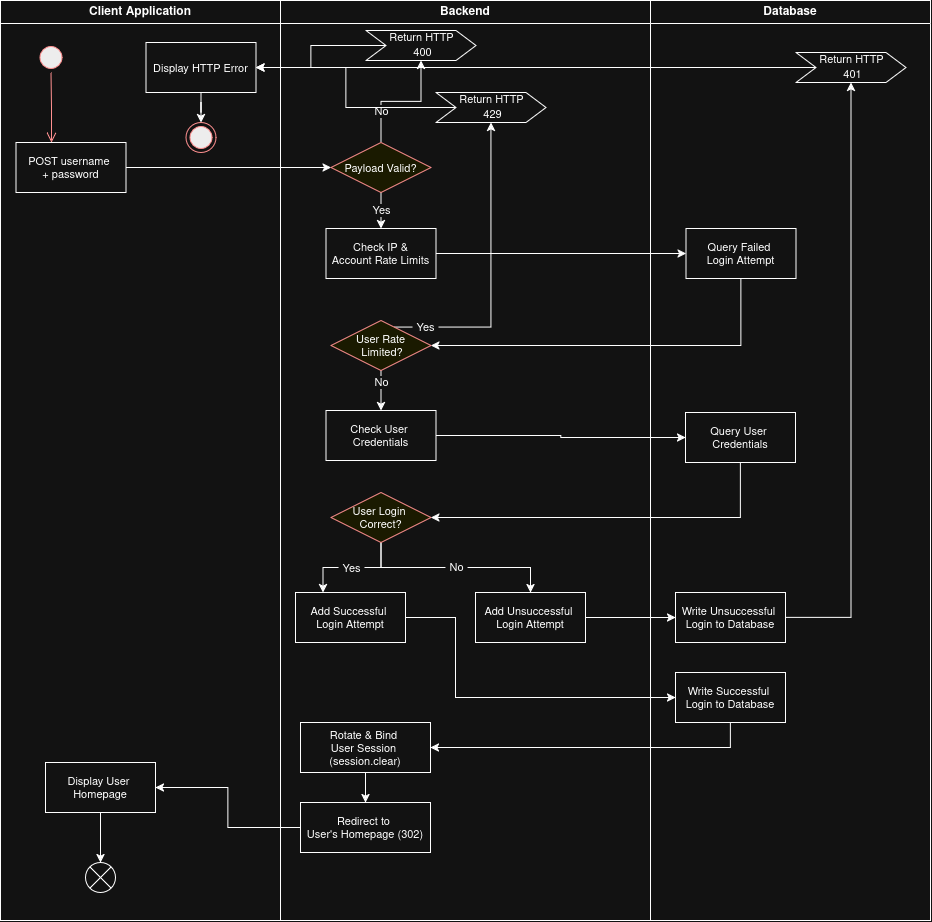 Client Application
Backend
Database
Return HTTP
400
Display HTTP Error
Return HTTP
401
Return HTTP
429
No
POST username
+ password
Payload Valid?
Yes
Check IP &
Account Rate Limits
Query Failed
Login Attempt
Yes
User Rate
Limited?
No
Check User
Credentials
Query User
Credentials
User Login
Correct?
Yes
No
Add Successful
Login Attempt
Add Unsuccessful
Login Attempt
Write Unsuccessful
Login to Database
Write Successful
Login to Database
Rotate & Bind
User Session
(session.clear)
Display User
Homepage
Redirect to
User's Homepage (302)